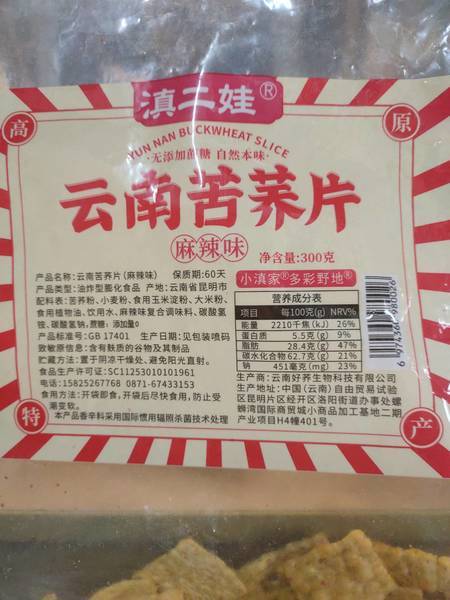 滇二娃®
YUN NAN BUCKWHEAT SLICE
·无添加蔗糖 自然本味·
高
原
云南苦荞片
麻辣味
净含量:300克
产品名称:云南苦荞片(麻辣味) 保质期:60天
产品类型:油炸型膨化食品 产地:云南省昆明市
配料表:苦荞粉、小麦粉、食用玉米淀粉、大米粉、
食用植物油、饮用水、麻辣味复合调味料、碳酸氢
铵、碳酸氢钠,蔗糖:添加量0
产品标准号:GB 17401 生产日期:见包装喷码
致敏原信息:含有麸质的谷物及其制品
贮藏方法:置于阴凉干燥处、避免阳光直射。
食品生产许可证:SC11253010101961
电话:15825267768 0871-67433153
食用方法:开袋即食,开袋后尽快食用,防止受
潮变软。
本产品香辛料采用国际惯用辐照杀菌技术处理
小滇家® 多彩野地®
营养成分表
项目 每100克(g) NRV%
能量 2210千焦(kJ) 26%
蛋白质 5.5克(g) 9%
脂肪 28.4克(g) 47%
碳水化合物 62.7克(g) 21%
钠 451毫克(mg) 23%
生产商:云南好荞生物科技有限公司
生产地址:中国(云南)自由贸易试验
区昆明片区经开区洛阳街道办事处螺
蛳湾国际商贸城小商品加工基地二期
产业项目H4幢401号。
特
产